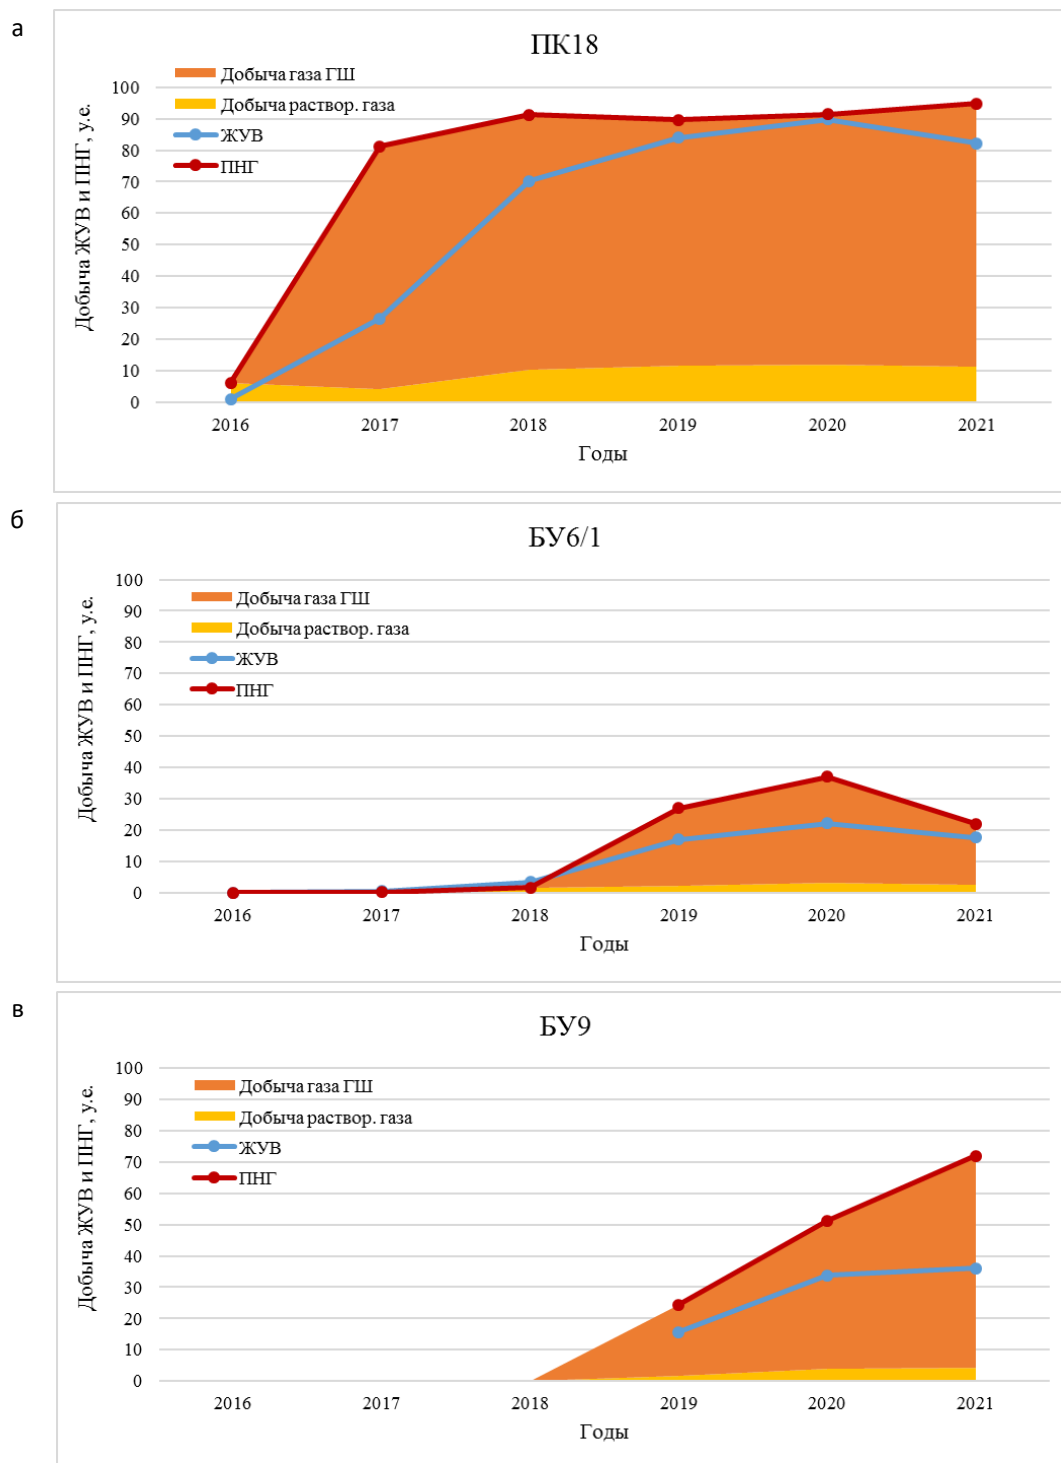 а
ПК18
Добыча ЖУВ и ПНГ, у.е.
Добыча газа ГШ
Добыча раствор. газа
ЖУВ
ПНГ
100
90
80
70
60
50
40
30
20
10
0
2016 2017 2018 2019 2020 2021
Годы
б
БУ6/1
Добыча ЖУВ и ПНГ, у.е.
Добыча газа ГШ
Добыча раствор. газа
ЖУВ
ПНГ
100
90
80
70
60
50
40
30
20
10
0
2016 2017 2018 2019 2020 2021
Годы
в
БУ9
Добыча ЖУВ и ПНГ, у.е.
Добыча газа ГШ
Добыча раствор. газа
ЖУВ
ПНГ
100
90
80
70
60
50
40
30
20
10
0
2016 2017 2018 2019 2020 2021
Годы